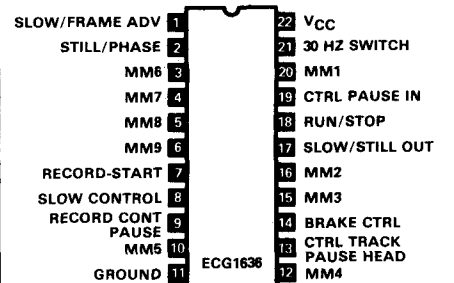 SLOW/FRAME ADV 1
STILL/PHASE 2
MM6 3
MM7 4
MM8 5
MM9 6
RECORD-START 7
SLOW CONTROL 8
RECORD CONT
PAUSE 9
MM5 10
GROUND 11
ECG1636
22 VCC
21 30 HZ SWITCH
20 MM1
19 CTRL PAUSE IN
18 RUN/STOP
17 SLOW/STILL OUT
16 MM2
15 MM3
14 BRAKE CTRL
13 CTRL TRACK
PAUSE HEAD
12 MM4